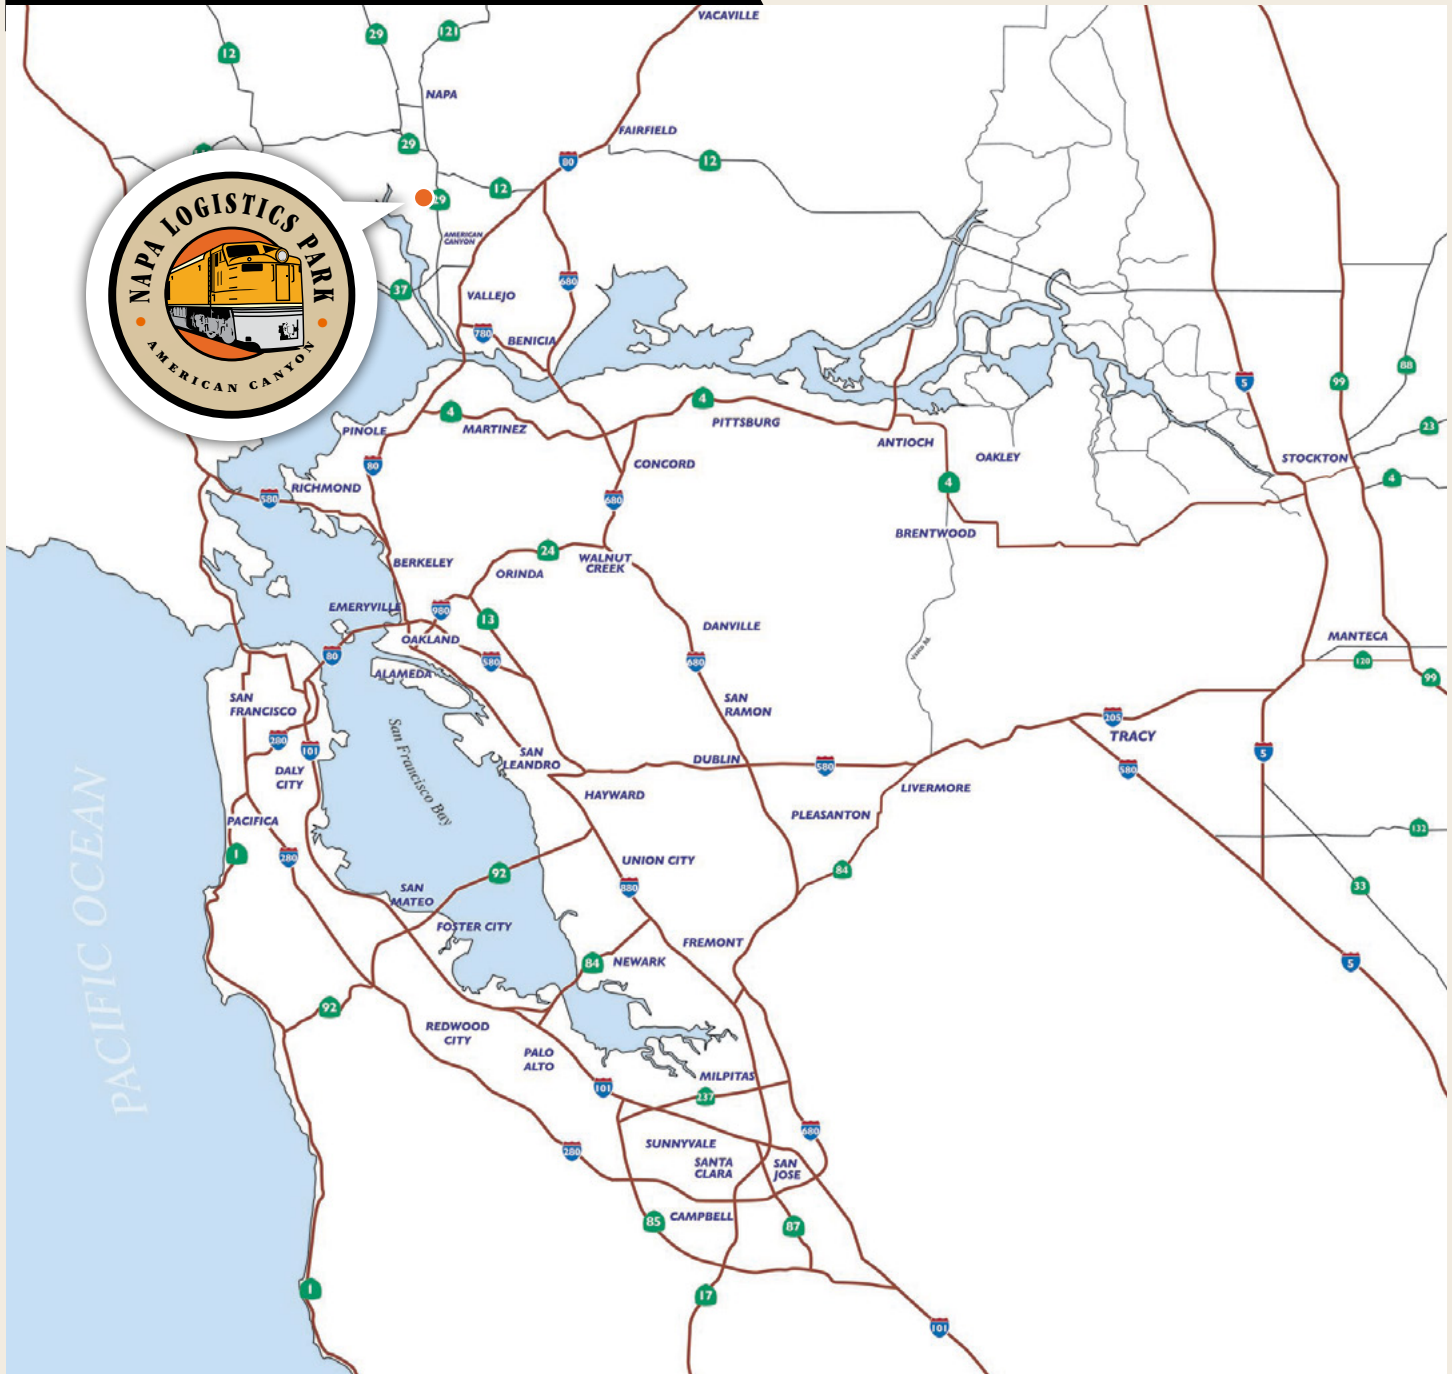 VACAVILLE
29
121
12
NAPA
FAIRFIELD
29
80
12
12
29
AMERICAN
CANYON
NAPA LOGISTICS PARK
AMERICAN CANYON
37
680
VALLEJO
780
BENICIA
88
5
99
4
4
PITTSBURG
23
PINOLE
MARTINEZ
ANTIOCH
OAKLEY
STOCKTON
80
CONCORD
4
RICHMOND
580
680
4
BRENTWOOD
24
BERKELEY
ORINDA
WALNUT
CREEK
EMERYVILLE
980
13
DANVILLE
OAKLAND
MANTECA
80
580
680
Vasco Rd.
120
ALAMEDA
99
SAN
FRANCISCO
SAN
RAMON
205
TRACY
280
101
San Francisco Bay
SAN
LEANDRO
DUBLIN
580
5
580
DALY
CITY
HAYWARD
LIVERMORE
PACIFICA
PLEASANTON
132
1
280
UNION CITY
92
84
880
33
SAN
MATEO
FOSTER CITY
FREMONT
84
NEWARK
5
PACIFIC OCEAN
92
REDWOOD
CITY
PALO
ALTO
101
MILPITAS
237
680
280
SUNNYVALE
SANTA
CLARA
SAN
JOSE
85
CAMPBELL
87
1
17
101